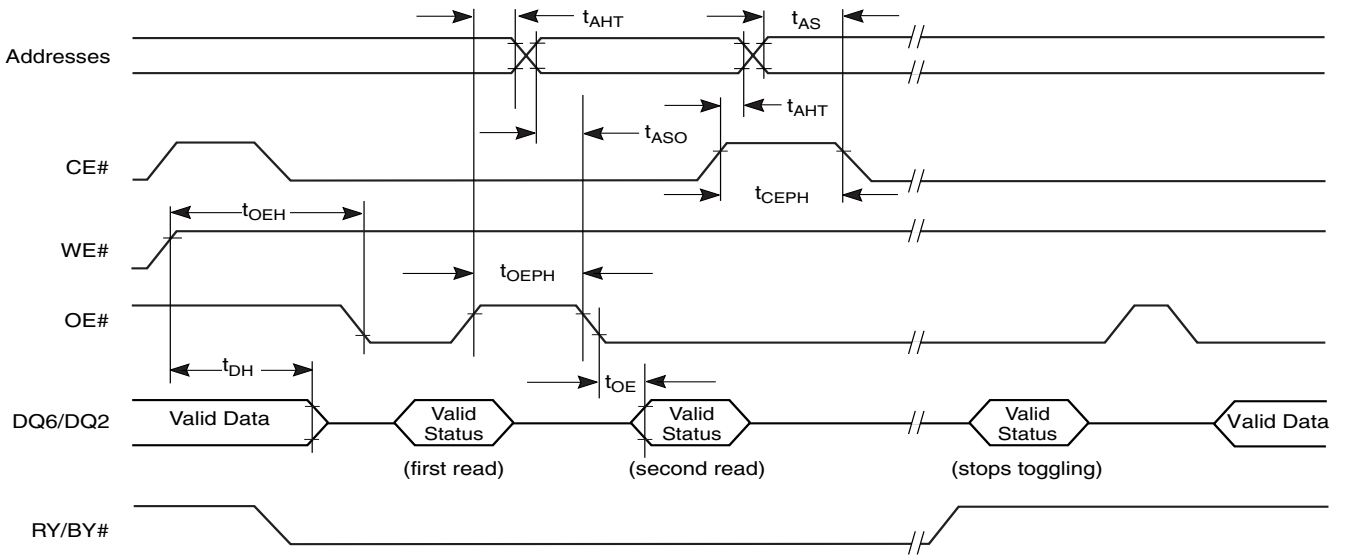 tAHT
tAS
Addresses
tAHT
tASO
CE#
tCEPH
tOEH
WE#
tOEPH
OE#
tDH
tOE
DQ6/DQ2
Valid Data
Valid
Status
Valid
Status
Valid
Status
Valid Data
(first read)
(second read)
(stops toggling)
RY/BY#